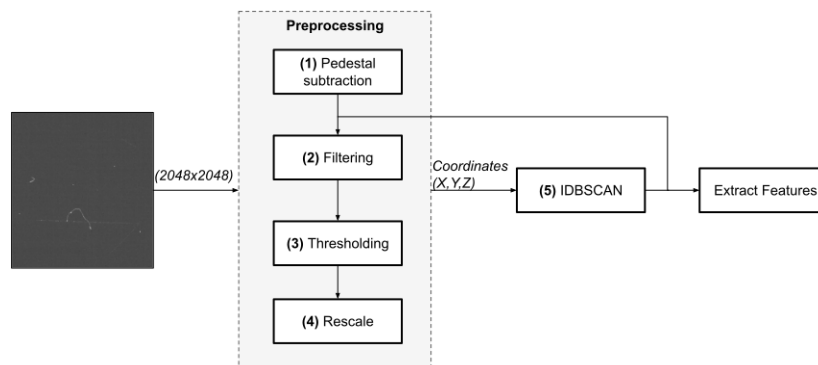 Preprocessing
(1) Pedestal
subtraction
(2048x2048)
(2) Filtering
Coordinates
(X,Y,Z)
(5) IDBSCAN
Extract Features
(3) Thresholding
(4) Rescale